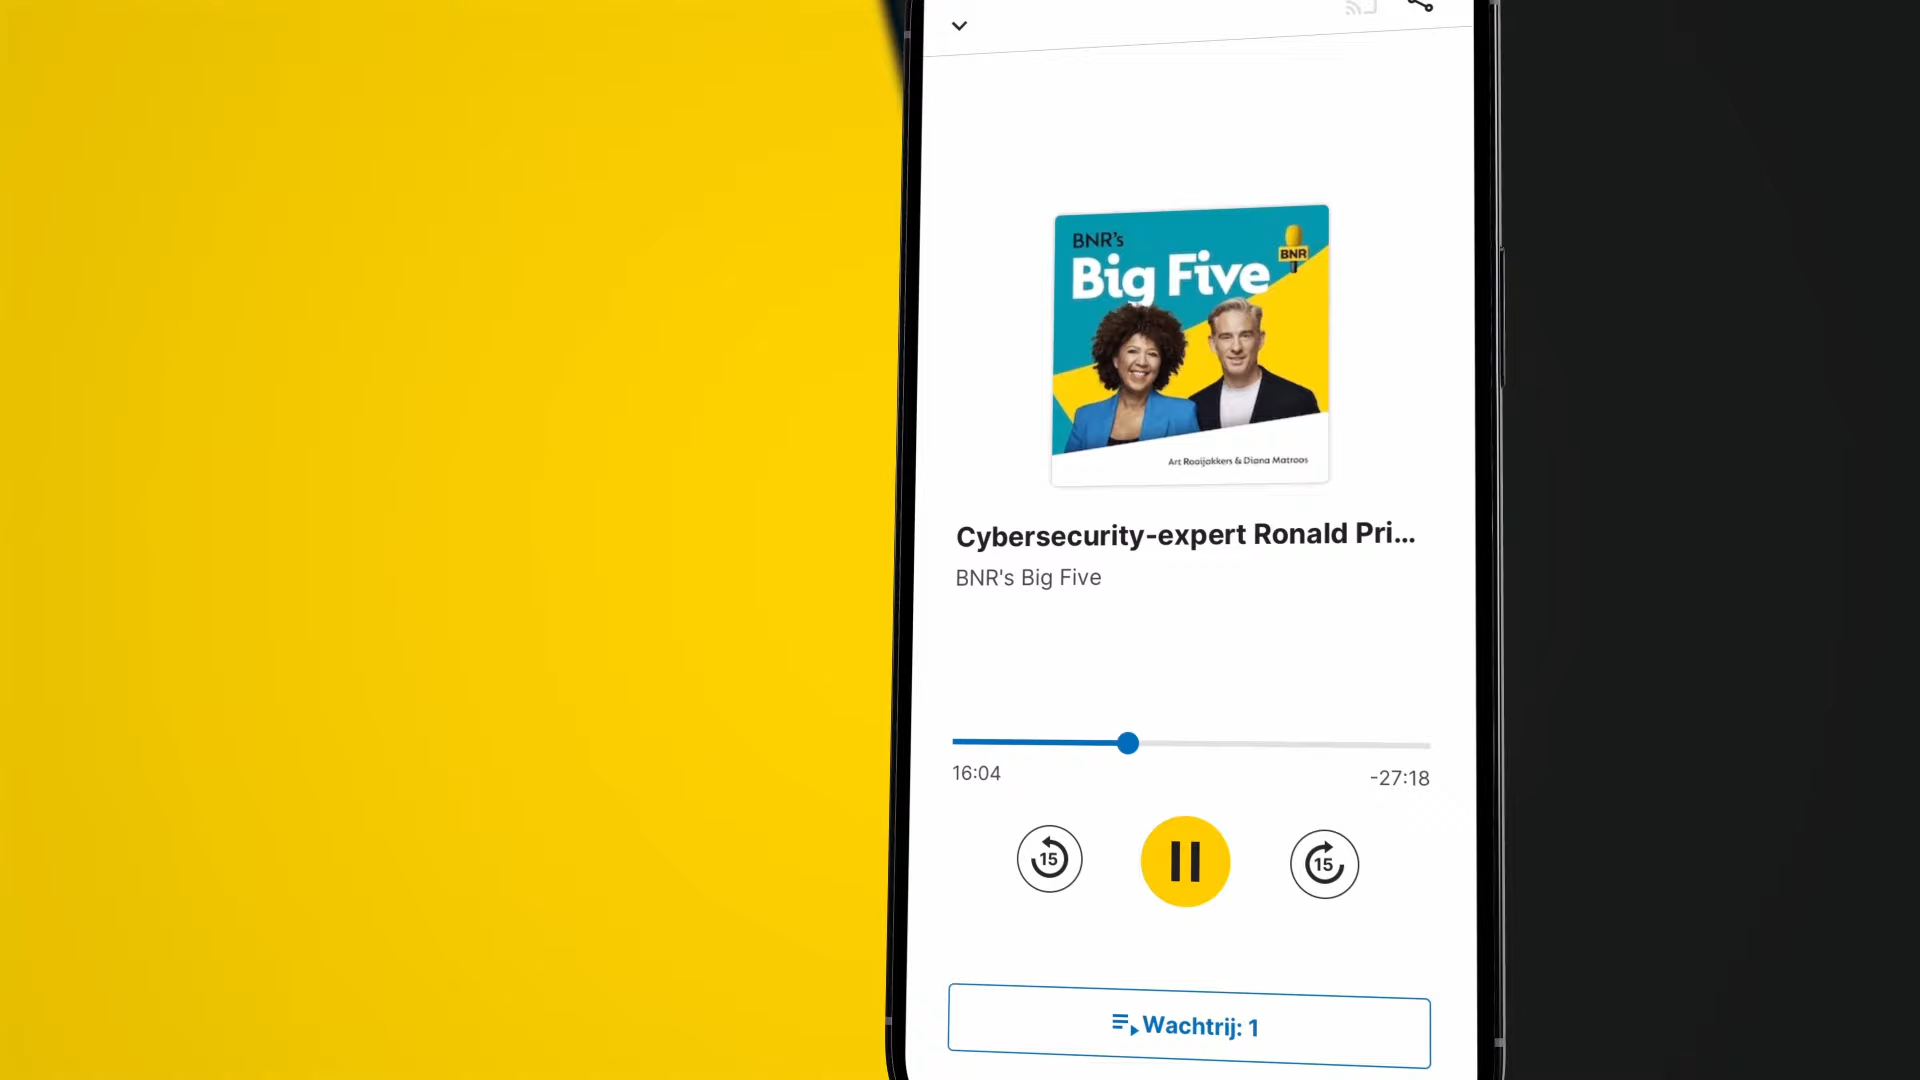 BNR's
Big Five
BNR
Art Rooijakkers & Diana Matroos
Cybersecurity-expert Ronald Pri...
BNR's Big Five
16:04
-27:18
15
15
Wachtrij: 1